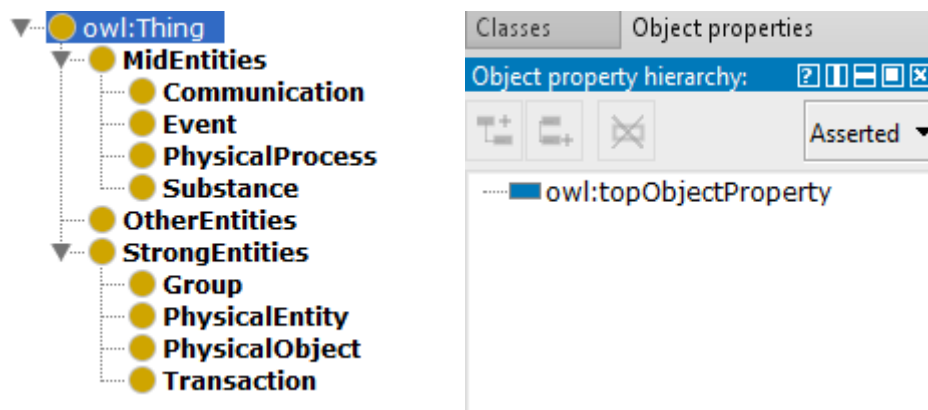 owl:Thing
MidEntities
Communication
Event
PhysicalProcess
Substance
OtherEntities
StrongEntities
Group
PhysicalEntity
PhysicalObject
Transaction
Classes
Object properties
Object property hierarchy:
Asserted
owl:topObjectProperty